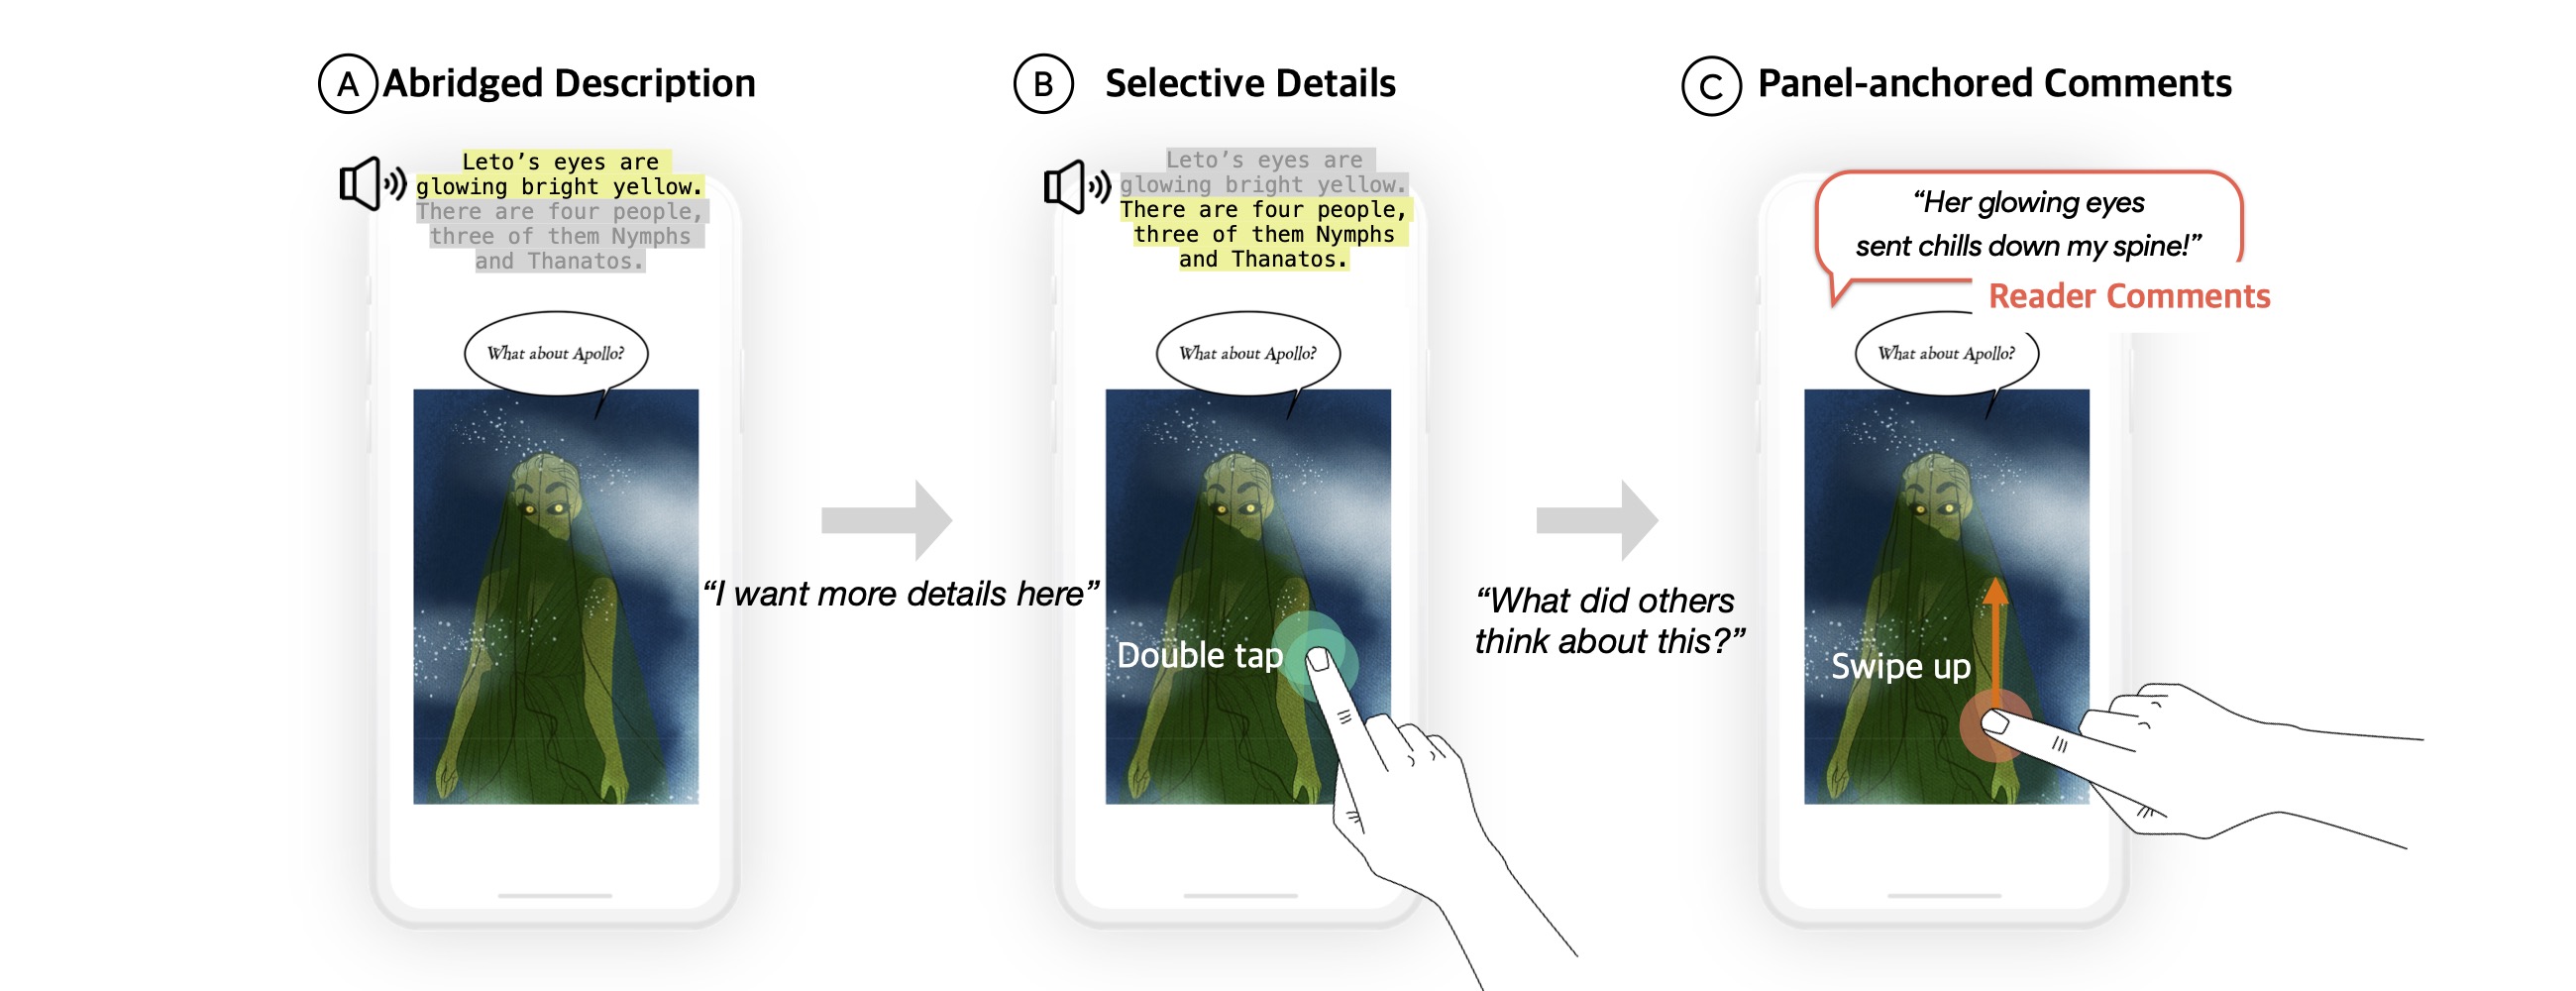 A Abridged Description
Leto’s eyes are
glowing bright yellow.
There are four people,
three of them Nymphs
and Thanatos.
What about Apollo?
“I want more details here”
B Selective Details
Leto’s eyes are
glowing bright yellow.
There are four people,
three of them Nymphs
and Thanatos.
What about Apollo?
Double tap
“What did others
think about this?”
C Panel-anchored Comments
“Her glowing eyes
sent chills down my spine!”
Reader Comments
What about Apollo?
Swipe up